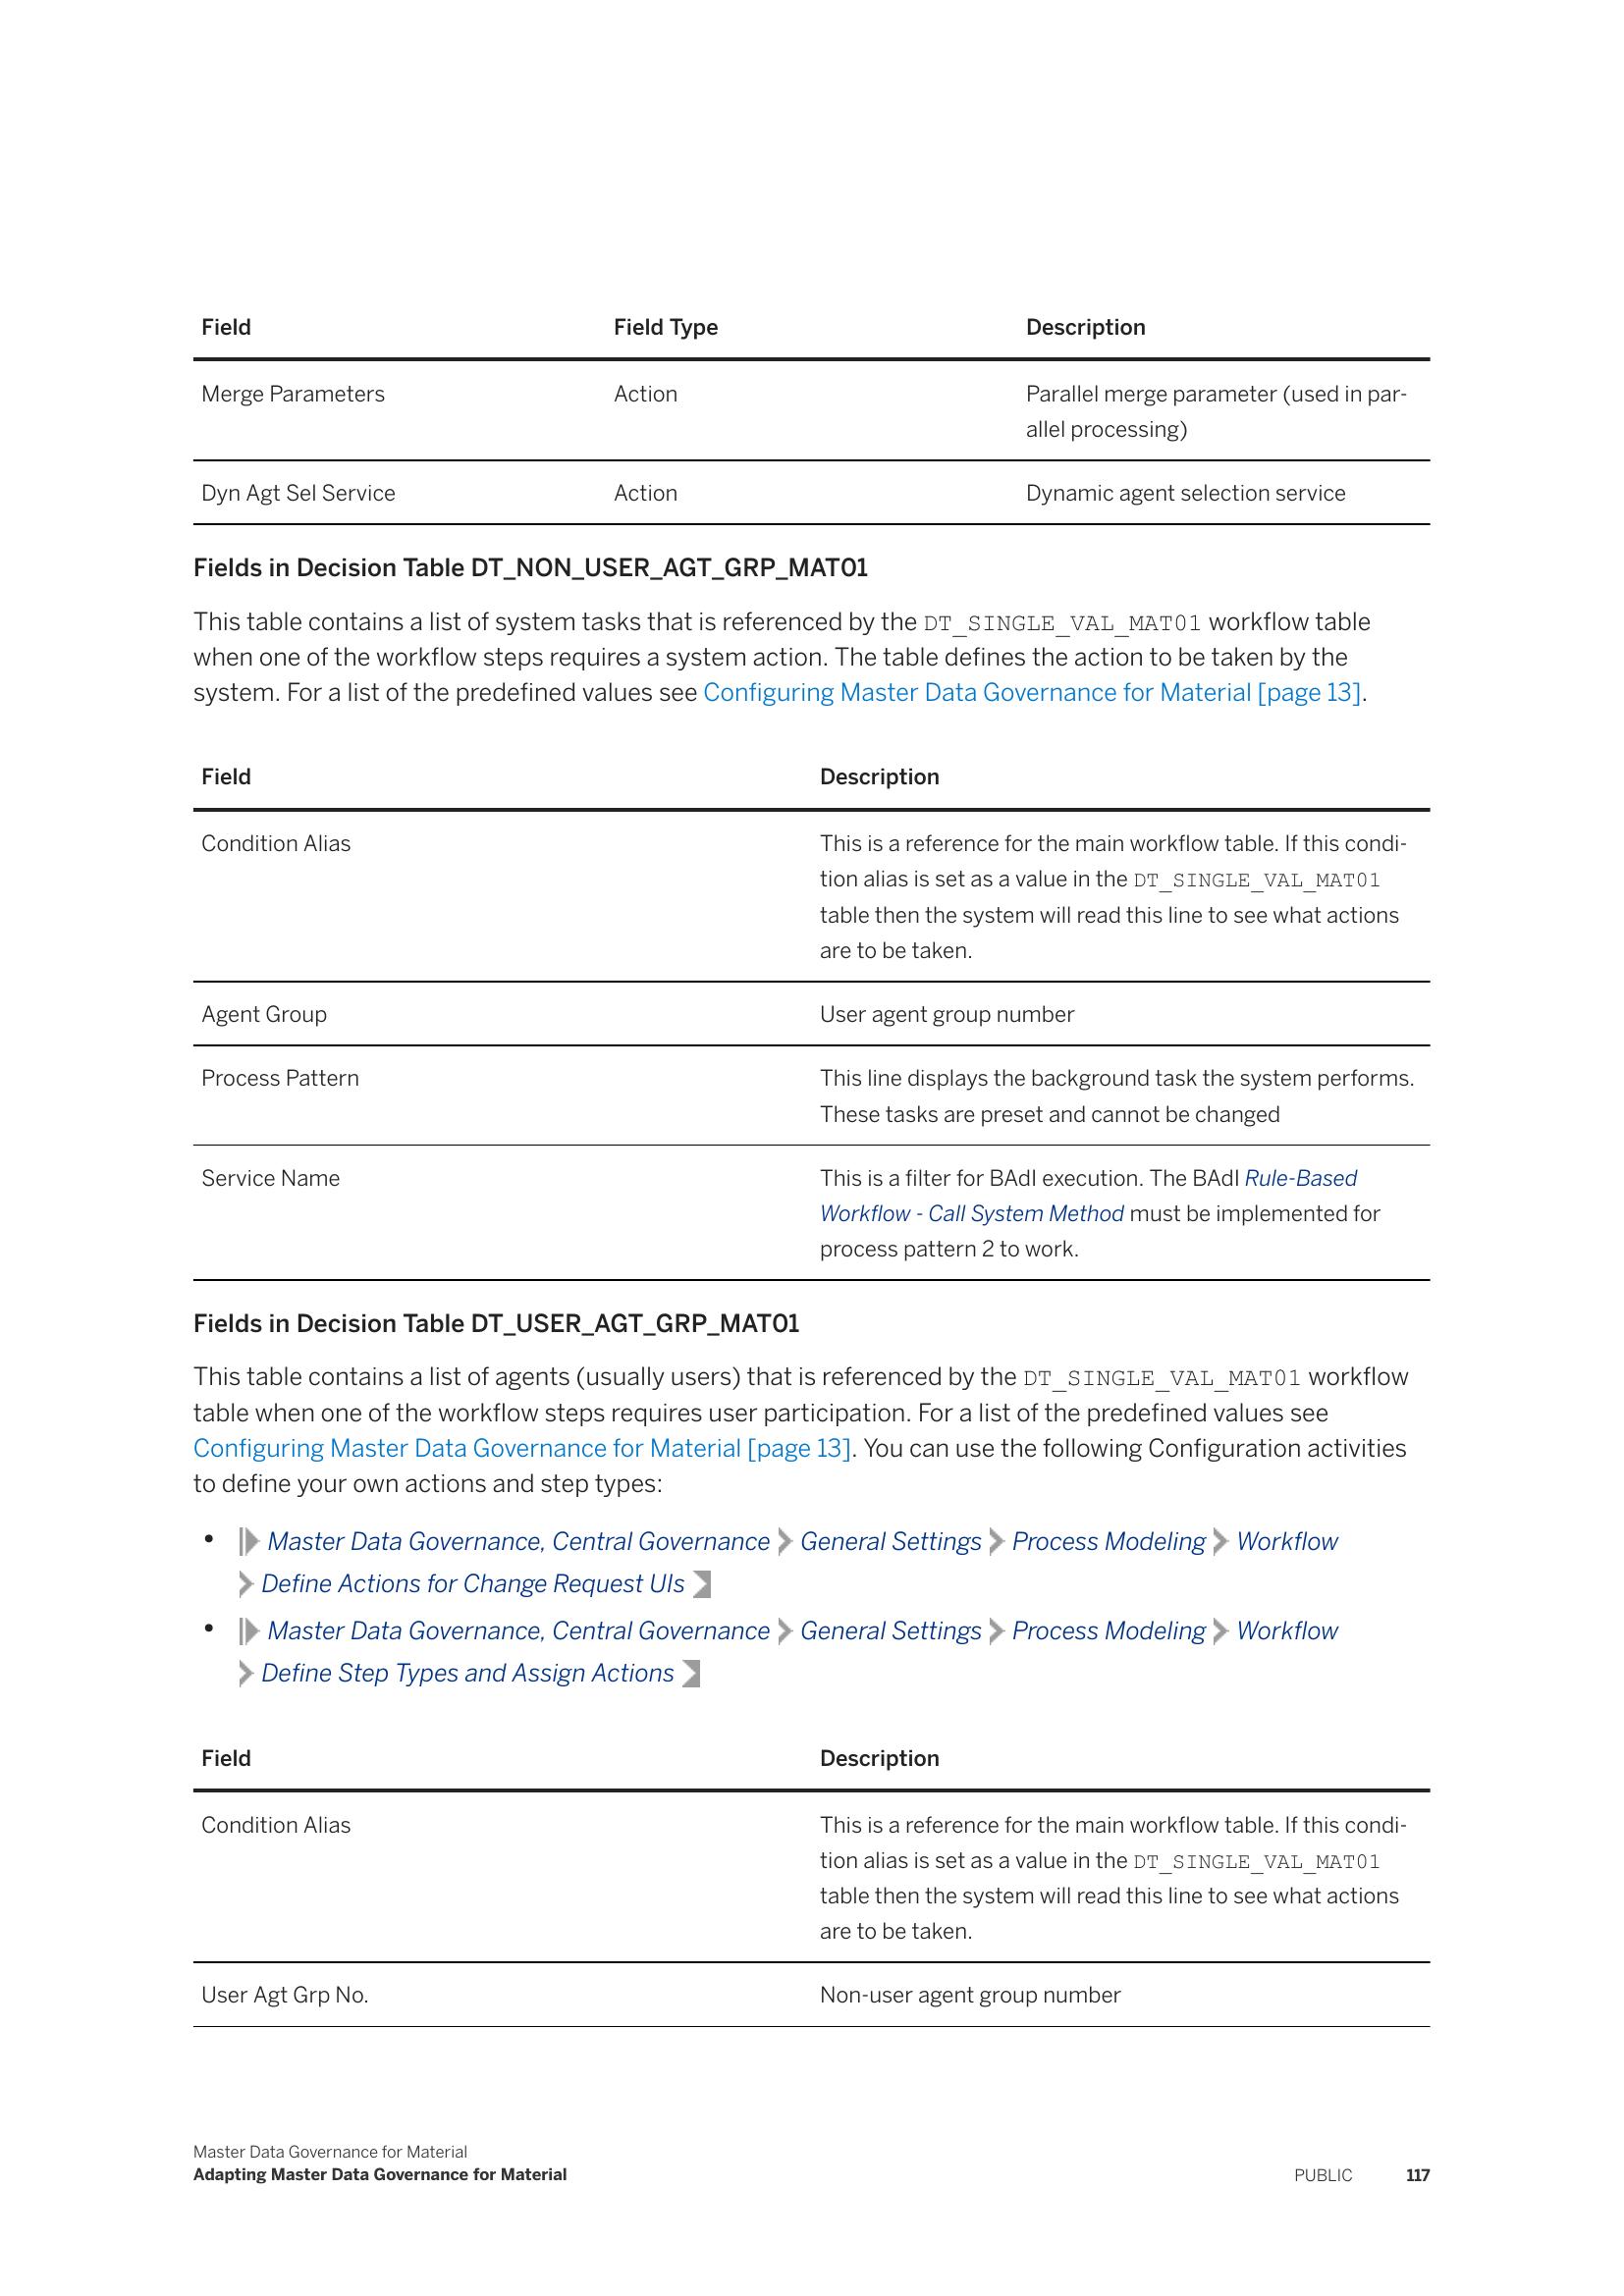 Field Field Type Description
Merge Parameters Action Parallel merge parameter (used in par-
allel processing)
Dyn Agt Sel Service Action Dynamic agent selection service
Fields in Decision Table DT_NON_USER_AGT_GRP_MAT01
This table contains a list of system tasks that is referenced by the DT_SINGLE_VAL_MAT01 workflow table
when one of the workflow steps requires a system action. The table defines the action to be taken by the
system. For a list of the predefined values see Configuring Master Data Governance for Material [page 13].
Field Description
Condition Alias This is a reference for the main workflow table. If this condi-
tion alias is set as a value in the DT_SINGLE_VAL_MAT01
table then the system will read this line to see what actions
are to be taken.
Agent Group User agent group number
Process Pattern This line displays the background task the system performs.
These tasks are preset and cannot be changed
Service Name This is a filter for BAdI execution. The BAdI Rule-Based
Workflow - Call System Method must be implemented for
process pattern 2 to work.
Fields in Decision Table DT_USER_AGT_GRP_MAT01
This table contains a list of agents (usually users) that is referenced by the DT_SINGLE_VAL_MAT01 workflow
table when one of the workflow steps requires user participation. For a list of the predefined values see
Configuring Master Data Governance for Material [page 13]. You can use the following Configuration activities
to define your own actions and step types:
• Master Data Governance, Central Governance General Settings Process Modeling Workflow
Define Actions for Change Request UIs
• Master Data Governance, Central Governance General Settings Process Modeling Workflow
Define Step Types and Assign Actions
Field Description
Condition Alias This is a reference for the main workflow table. If this condi-
tion alias is set as a value in the DT_SINGLE_VAL_MAT01
table then the system will read this line to see what actions
are to be taken.
User Agt Grp No. Non-user agent group number
Master Data Governance for Material
Adapting Master Data Governance for Material PUBLIC 117